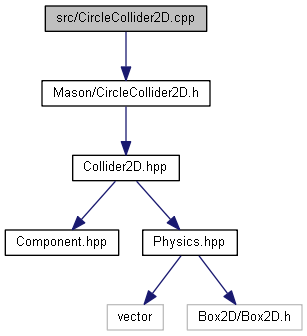 src/CircleCollider2D.cpp
Mason/CircleCollider2D.h
Collider2D.hpp
Component.hpp
Physics.hpp
vector
Box2D/Box2D.h